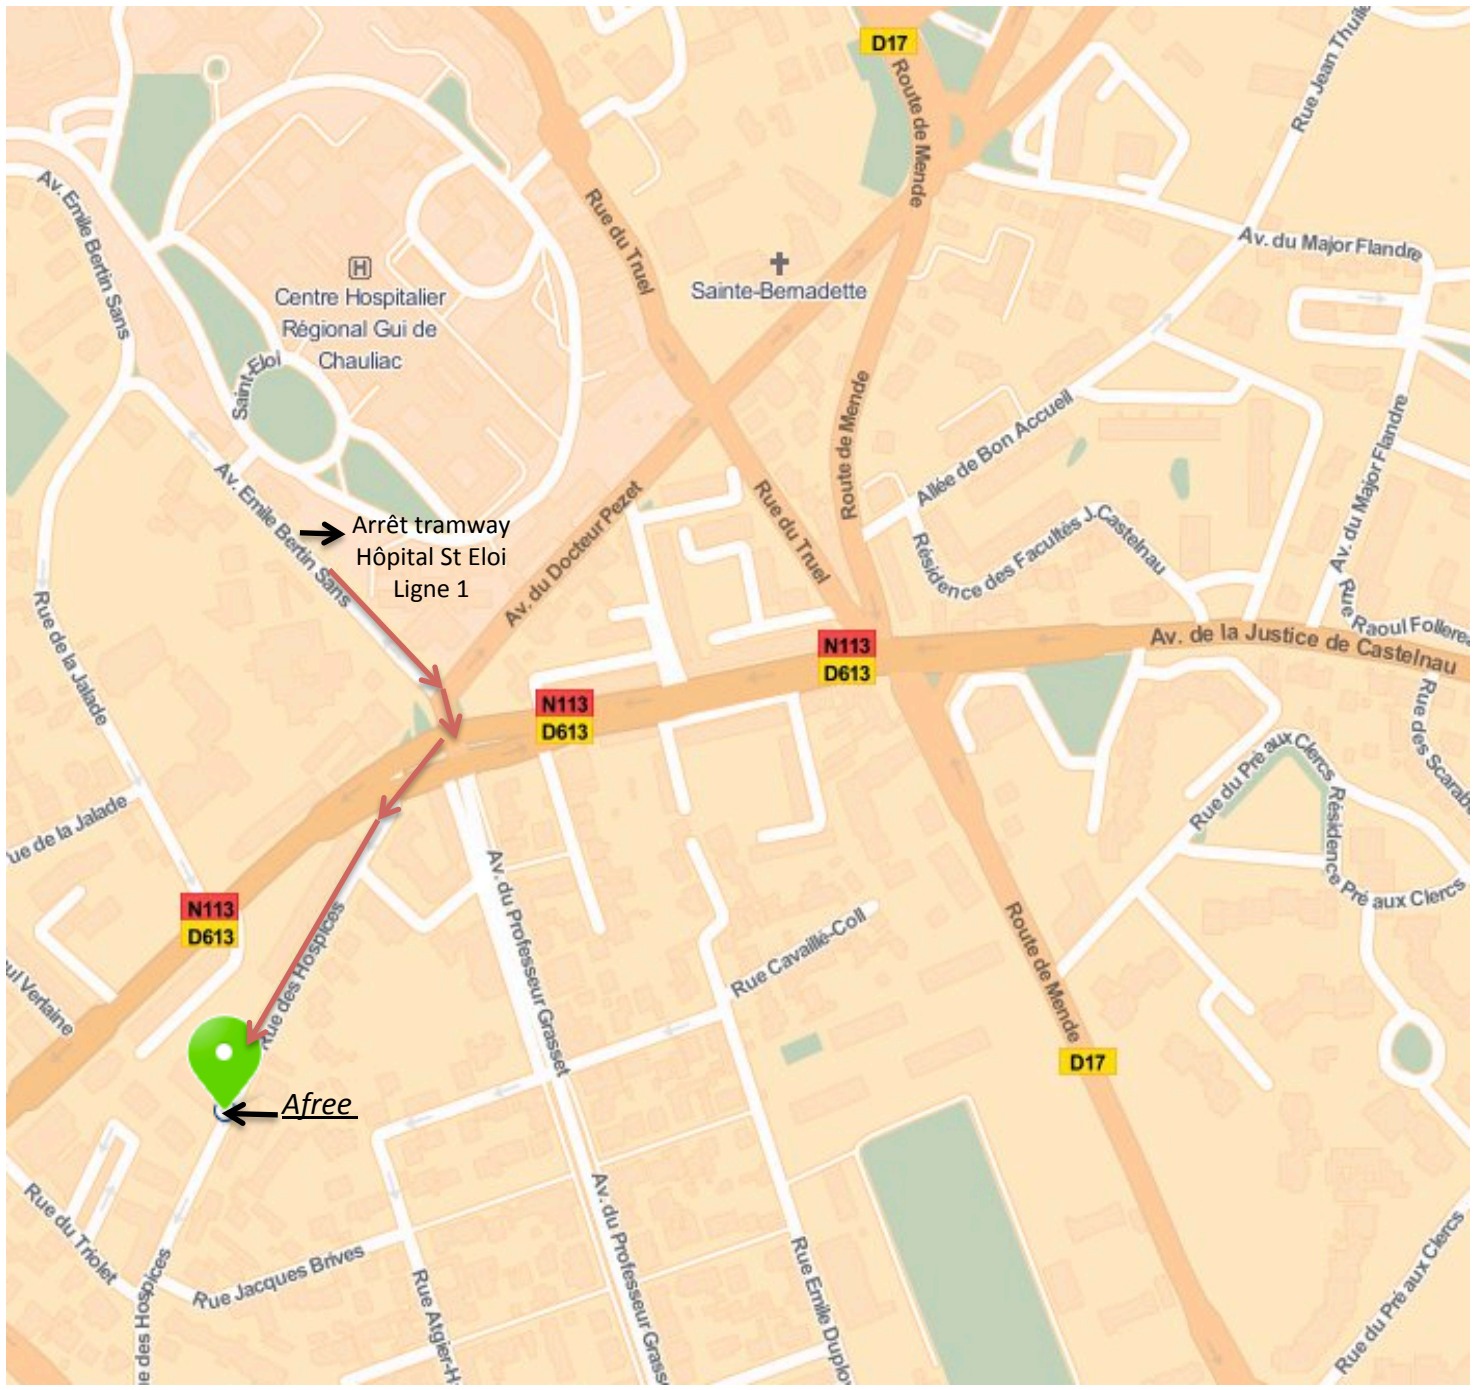 D17
Route de Mende
Rue Jean Thuile
Av. Emile Bertin Sans
Rue du Truel
Av. du Major Flandre
Sainte-Bernadette
H
Centre Hospitalier
Régional Gui de
Chauliac
Saint-Eloi
Route de Mende
Allée de Bon Accueil
Av. du Major Flandre
Av. Emile Bertin Sans
Arrêt tramway
Hôpital St Eloi
Ligne 1
Av. du Docteur Pezet
Rue du Truel
Résidence des Facultés J.Castelnau
Rue de la Jalade
Raoul Follereau
N113
D613
Av. de la Justice de Castelnau
N113
D613
Rue des Scarab
Rue du Pré aux Clercs
Résidence Pré aux Clercs
ue de la Jalade
Av. du Professeur Grasset
N113
D613
Rue des Hospices
Rue Cavaillé-Coll
Route de Mende
ul Verlaine
D17
Afree
Rue du Triolet
Rue Jacques Brives
e des Hospices
Rue Atgier-H
Av. du Professeur Grasse
Rue Emile Duplo
Rue du Pré aux Clercs